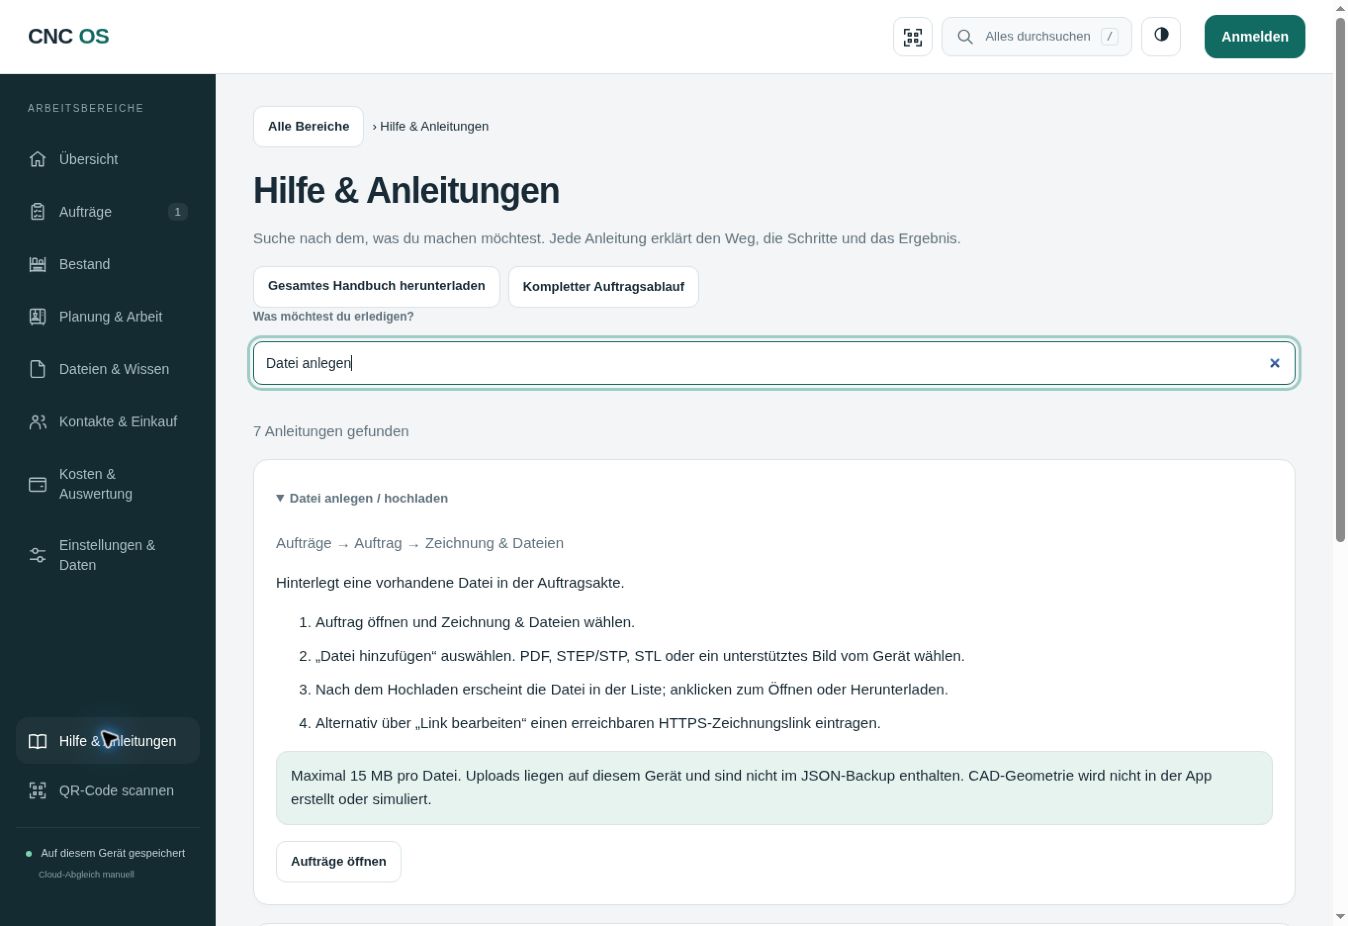 CNC OS
Alles durchsuchen /
Anmelden
ARBEITSBEREICHE
Übersicht
Aufträge 1
Bestand
Planung & Arbeit
Dateien & Wissen
Kontakte & Einkauf
Kosten &
Auswertung
Einstellungen &
Daten
Hilfe & Anleitungen
QR-Code scannen
Auf diesem Gerät gespeichert
Cloud-Abgleich manuell
Alle Bereiche › Hilfe & Anleitungen
Hilfe & Anleitungen
Suche nach dem, was du machen möchtest. Jede Anleitung erklärt den Weg, die Schritte und das Ergebnis.
Gesamtes Handbuch herunterladen
Kompletter Auftragsablauf
Was möchtest du erledigen?
Datei anlegen
7 Anleitungen gefunden
▼ Datei anlegen / hochladen
Aufträge → Auftrag → Zeichnung & Dateien
Hinterlegt eine vorhandene Datei in der Auftragsakte.
1. Auftrag öffnen und Zeichnung & Dateien wählen.
2. „Datei hinzufügen“ auswählen. PDF, STEP/STP, STL oder ein unterstütztes Bild vom Gerät wählen.
3. Nach dem Hochladen erscheint die Datei in der Liste; anklicken zum Öffnen oder Herunterladen.
4. Alternativ über „Link bearbeiten“ einen erreichbaren HTTPS-Zeichnungslink eintragen.
Maximal 15 MB pro Datei. Uploads liegen auf diesem Gerät und sind nicht im JSON-Backup enthalten. CAD-Geometrie wird nicht in der App
erstellt oder simuliert.
Aufträge öffnen